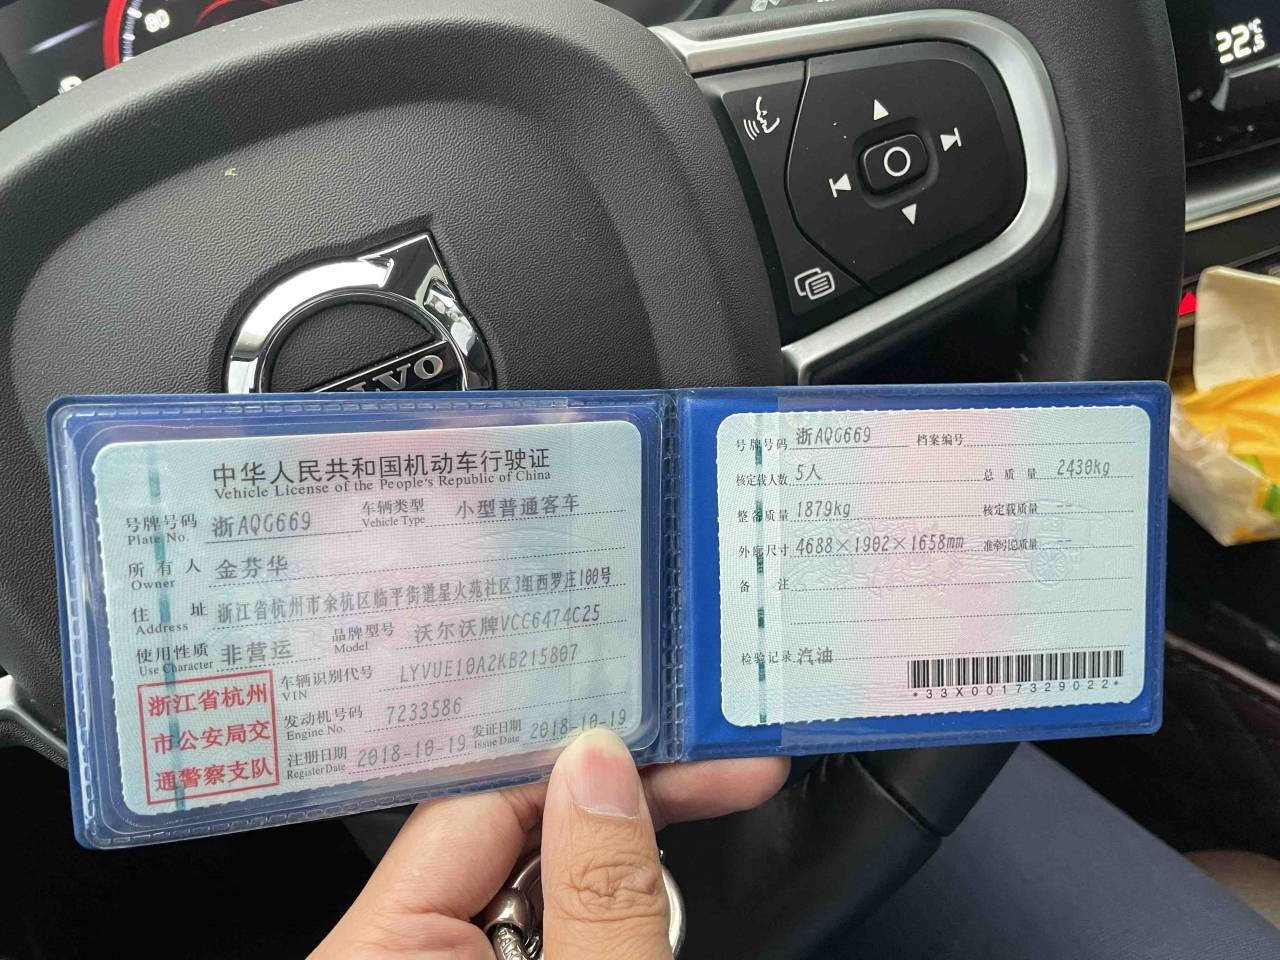 80
22.5°C
VOLVO
中华人民共和国机动车行驶证
Vehicle License of the People's Republic of China
号牌号码 浙AQG669 车辆类型 小型普通客车
Plate No. Vehicle Type
所有人 金芬华
Owner
住址 浙江省杭州市余杭区临平街道星火苑社区3组西罗庄100号
Address
使用性质 非营运 品牌型号 沃尔沃牌VCC6474C25
Use Character Model
浙江省杭州
市公安局交
通警察支队
车辆识别代号 LYVUE10A2KB215807
VIN
发动机号码 7233586
Engine No.
注册日期 2018-10-19 发证日期 2018-10-19
Register Date Issue Date
号牌号码 浙AQG669 档案编号
核定载人数 5人 总质量 2430kg
整备质量 1879kg 核定载质量 --
外廓尺寸 4688×1902×1658mm 准牵引总质量 --
备注
检验记录 汽油
*33X0017329022*